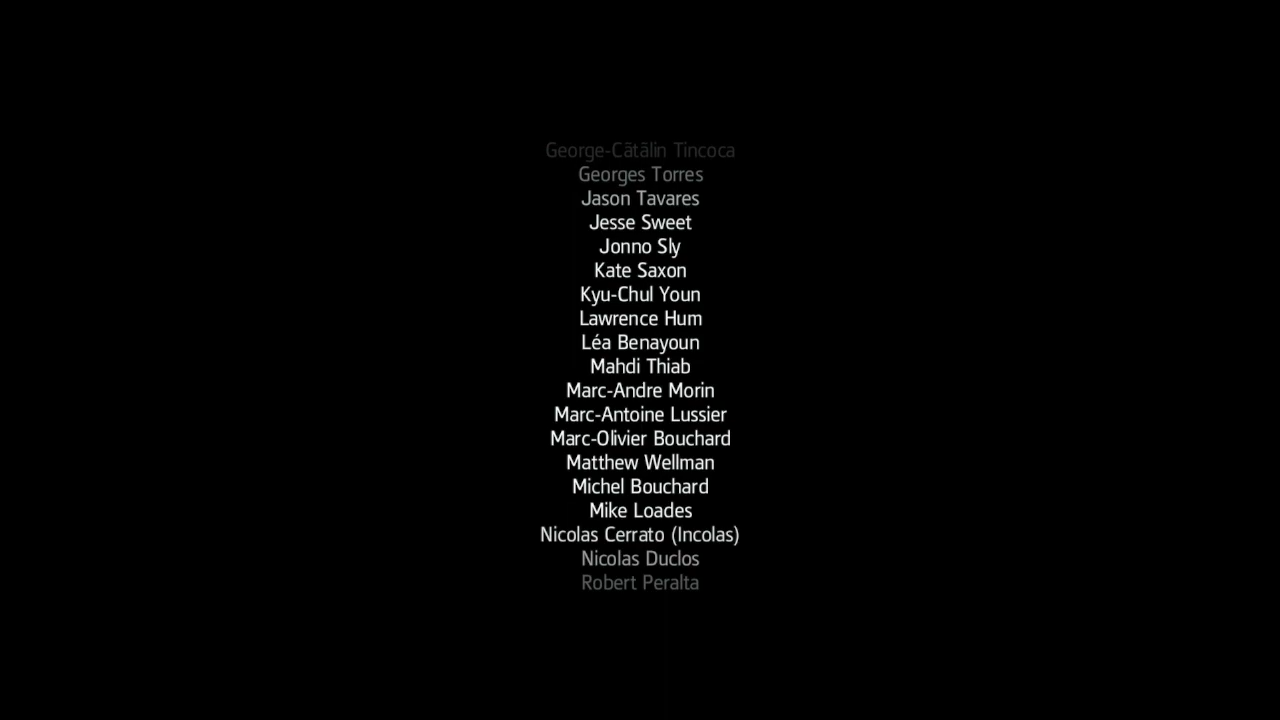 George-Cātālin Tincoca
Georges Torres
Jason Tavares
Jesse Sweet
Jonno Sly
Kate Saxon
Kyu-Chul Youn
Lawrence Hum
Léa Benayoun
Mahdi Thiab
Marc-Andre Morin
Marc-Antoine Lussier
Marc-Olivier Bouchard
Matthew Wellman
Michel Bouchard
Mike Loades
Nicolas Cerrato (Incolas)
Nicolas Duclos
Robert Peralta